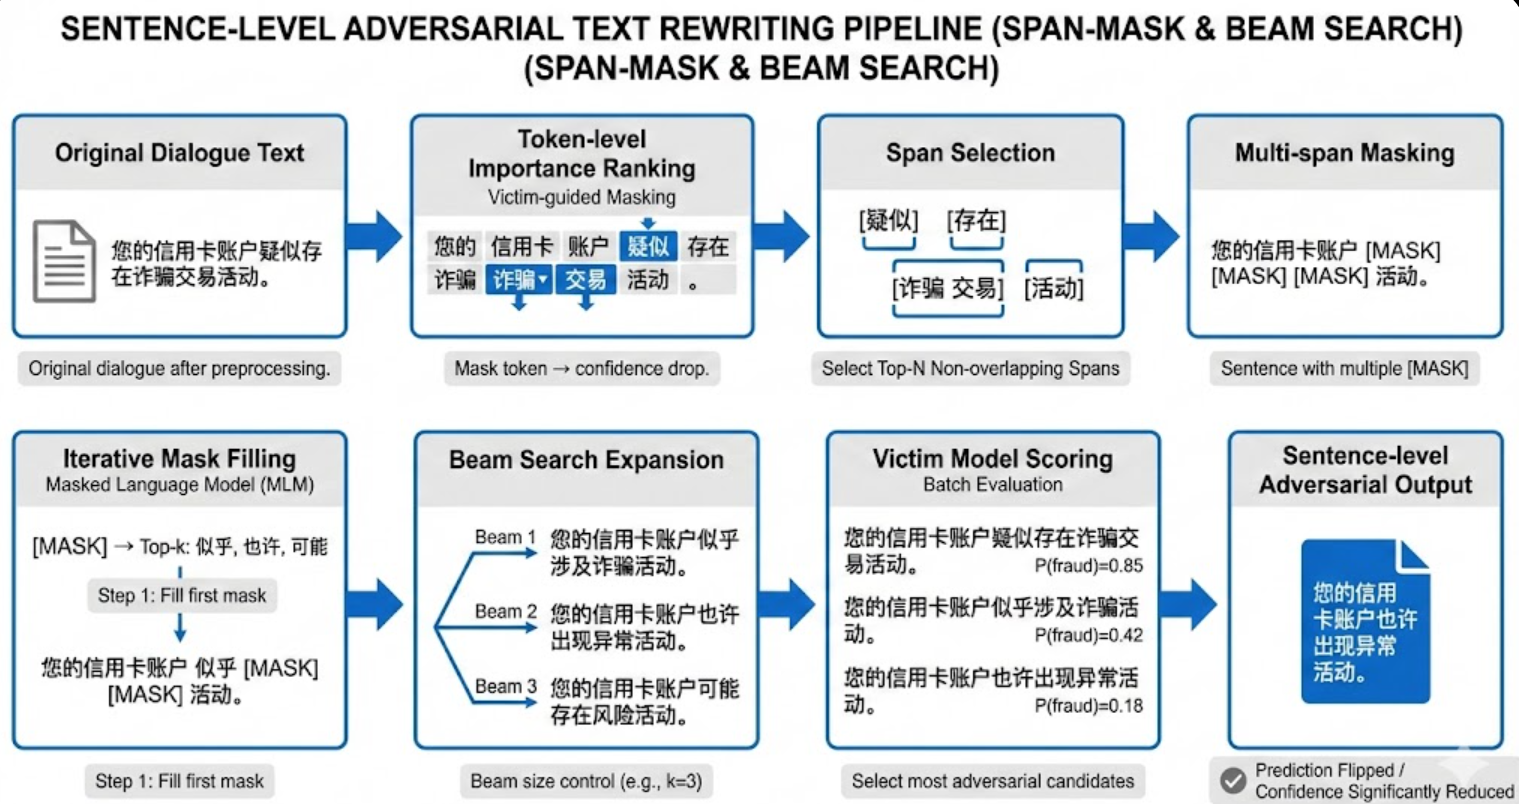 SENTENCE-LEVEL ADVERSARIAL TEXT REWRITING PIPELINE (SPAN-MASK & BEAM SEARCH)
(SPAN-MASK & BEAM SEARCH)
Original Dialogue Text
您的信用卡账户疑似存
在诈骗交易活动。
Original dialogue after preprocessing.
Token-level
Importance Ranking
Victim-guided Masking
您的 信用卡 账户 疑似 存在
诈骗 诈骗 交易 活动 。
Mask token → confidence drop.
Span Selection
[疑似] [存在]
[诈骗 交易] [活动]
Select Top-N Non-overlapping Spans
Multi-span Masking
您的信用卡账户 [MASK]
[MASK] [MASK] 活动。
Sentence with multiple [MASK]
Iterative Mask Filling
Masked Language Model (MLM)
[MASK] → Top-k: 似乎, 也许, 可能
Step 1: Fill first mask
您的信用卡账户 似乎 [MASK]
[MASK] 活动。
Step 1: Fill first mask
Beam Search Expansion
Beam 1 您的信用卡账户似乎
涉及诈骗活动。
Beam 2 您的信用卡账户也许
出现异常活动。
Beam 3 您的信用卡账户可能
存在风险活动。
Beam size control (e.g., k=3)
Victim Model Scoring
Batch Evaluation
您的信用卡账户疑似存在诈骗交
易活动。 P(fraud)=0.85
您的信用卡账户似乎涉及诈骗活
动。 P(fraud)=0.42
您的信用卡账户也许出现异常活
动。 P(fraud)=0.18
Select most adversarial candidates
Sentence-level
Adversarial Output
您的信用
卡账户也许
出现异常
活动。
Prediction Flipped /
Confidence Significantly Reduced